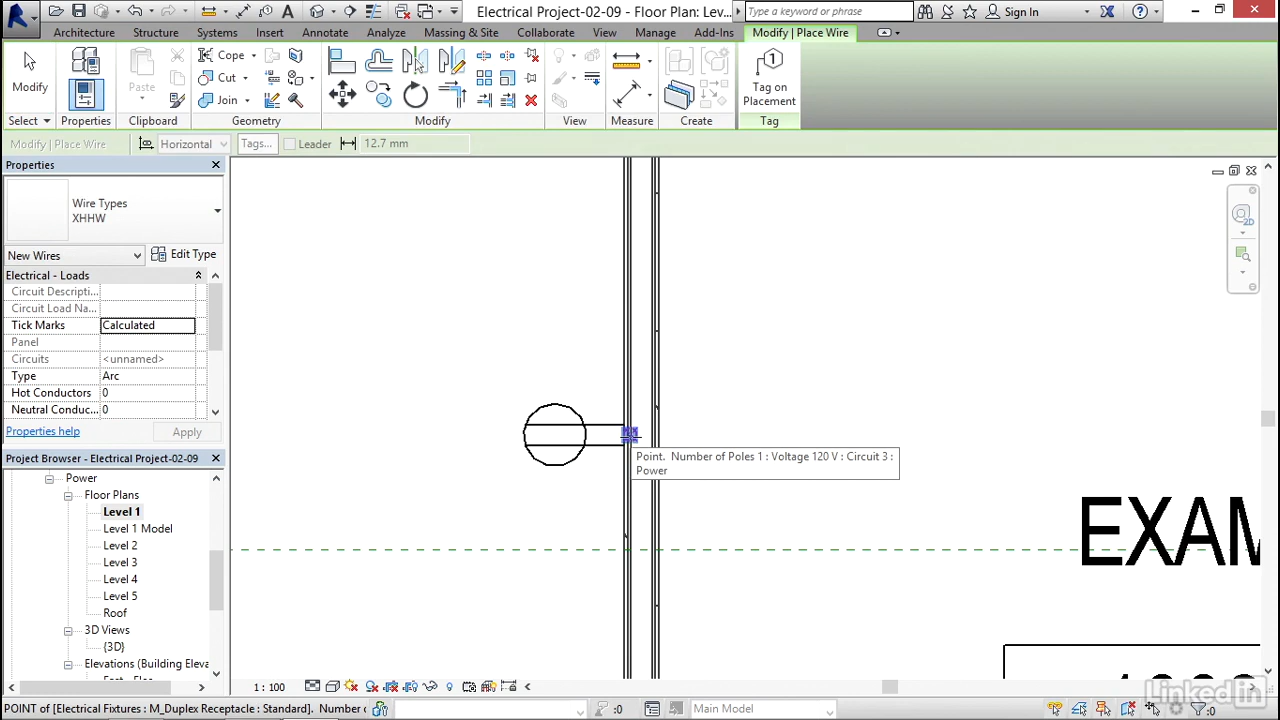 Electrical Project-02-09 - Floor Plan: Lev...
Type a keyword or phrase
Sign In
Architecture Structure Systems Insert Annotate Analyze Massing & Site Collaborate View Manage Add-Ins Modify | Place Wire
Modify
Paste
Cope
Cut
Join
Tag on
Placement
Select Properties Clipboard Geometry Modify View Measure Create Tag
Modify | Place Wire Horizontal Tags... Leader 12.7 mm
Properties
Wire Types
XHHW
New Wires Edit Type
Electrical - Loads
Circuit Descripti...
Circuit Load Na...
Tick Marks Calculated
Panel
Circuits <unnamed>
Type Arc
Hot Conductors 0
Neutral Conduc... 0
Properties help Apply
Project Browser - Electrical Project-02-09
Power
Floor Plans
Level 1
Level 1 Model
Level 2
Level 3
Level 4
Level 5
Roof
3D Views
{3D}
Elevations (Building Eleva
2D
Point. Number of Poles 1 : Voltage 120 V : Circuit 3 :
Power
EXAM
1 : 100
LinkedIn
POINT of [Electrical Fixtures : M_Duplex Receptacle : Standard]. Number c :0 Main Model :0